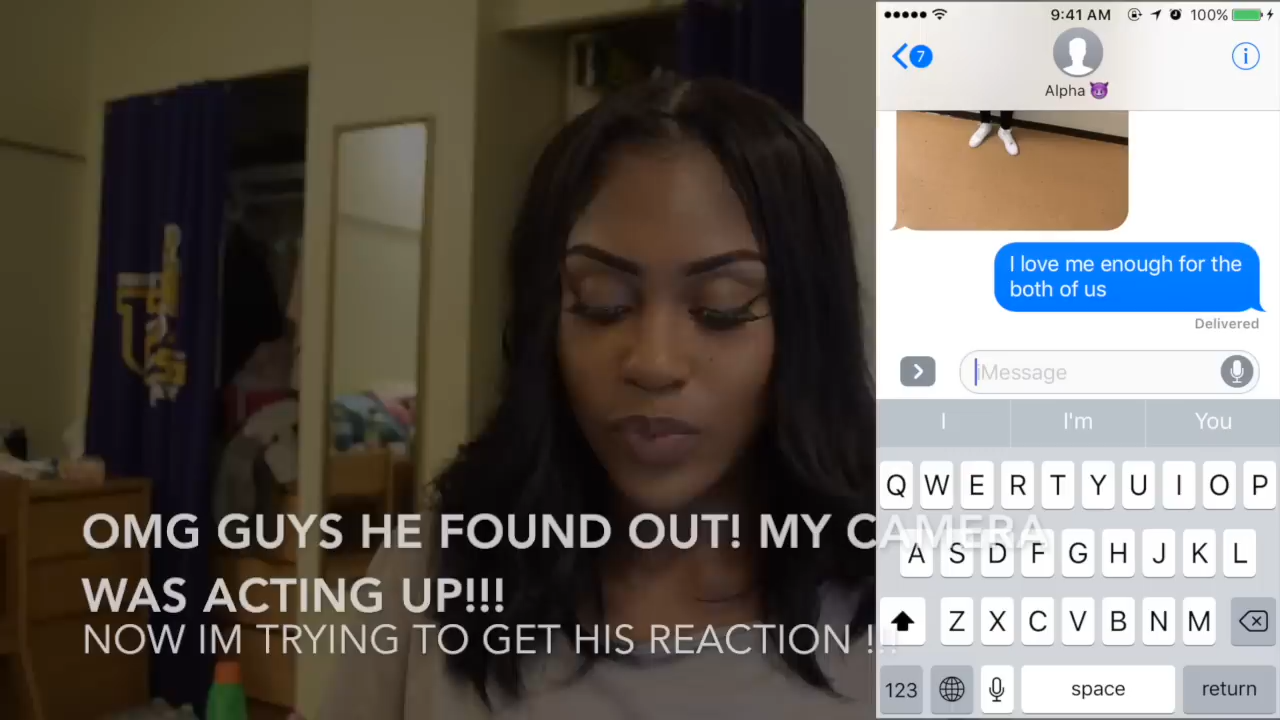 9:41 AM
100%
7
Alpha 😈
I love me enough for the
both of us
Delivered
iMessage
I I'm You
Q W E R T Y U I O P
A S D F G H J K L
Z X C V B N M
123 space return
OMG GUYS HE FOUND OUT! MY CAMERA
WAS ACTING UP!!!
NOW IM TRYING TO GET HIS REACTION !!!